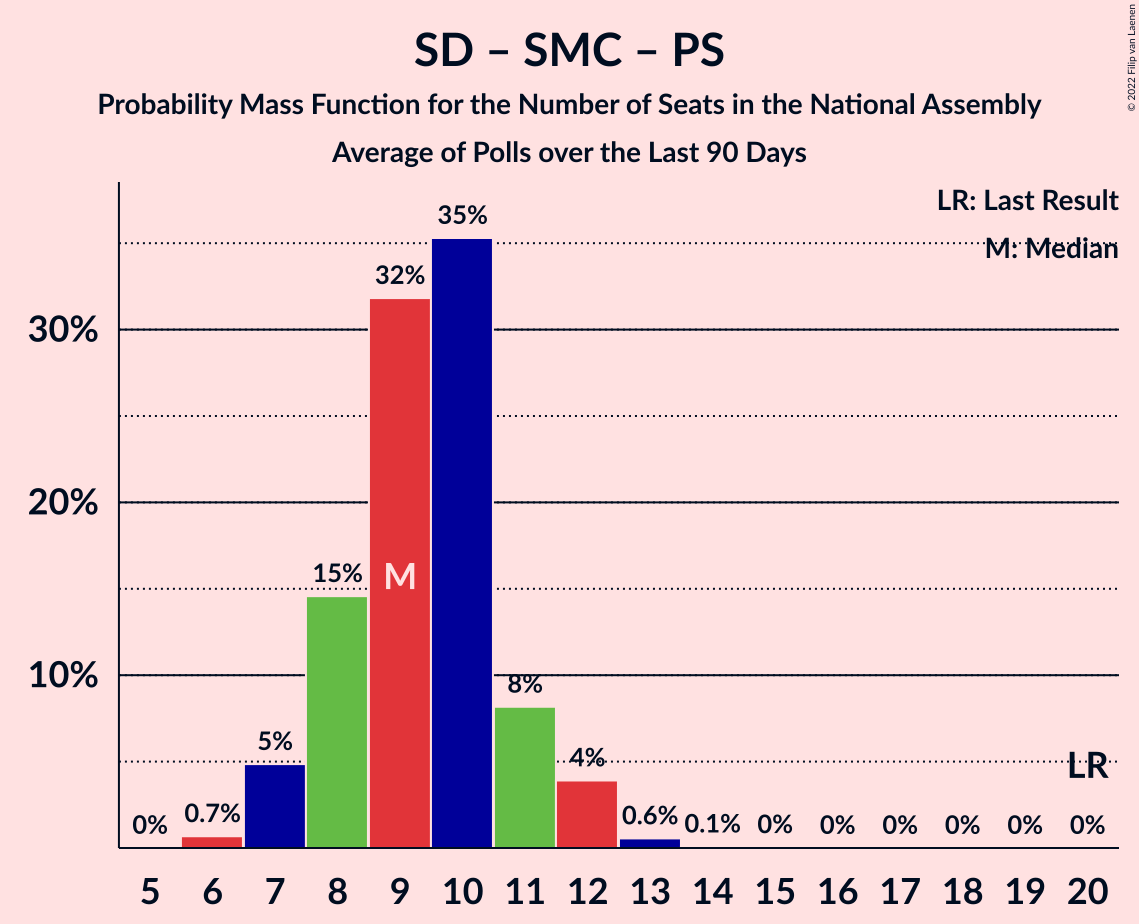 SD – SMC – PS
Probability Mass Function for the Number of Seats in the National Assembly
Average of Polls over the Last 90 Days
© 2022 Filip van Laenen
LR: Last Result
M: Median
35%
32%
30%
20%
15%
M
10%
8%
5%
4%
LR
0%
0.7%
0.6%
0.1%
0%
0%
0%
0%
0%
0%
5 6 7 8 9 10 11 12 13 14 15 16 17 18 19 20